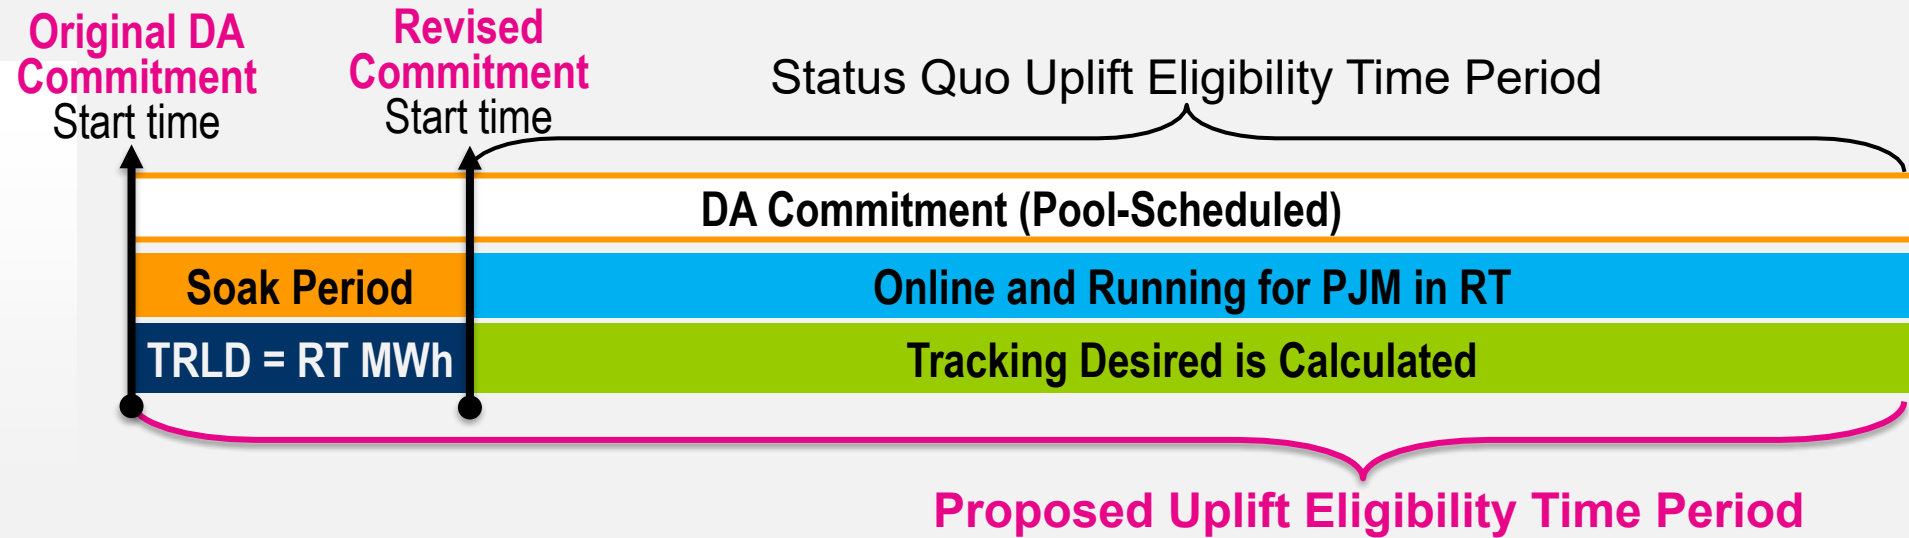 Original DA
Commitment
Start time
Revised
Commitment
Start time
Status Quo Uplift Eligibility Time Period
DA Commitment (Pool-Scheduled)
Soak Period
Online and Running for PJM in RT
TRLD = RT MWh
Tracking Desired is Calculated
Proposed Uplift Eligibility Time Period